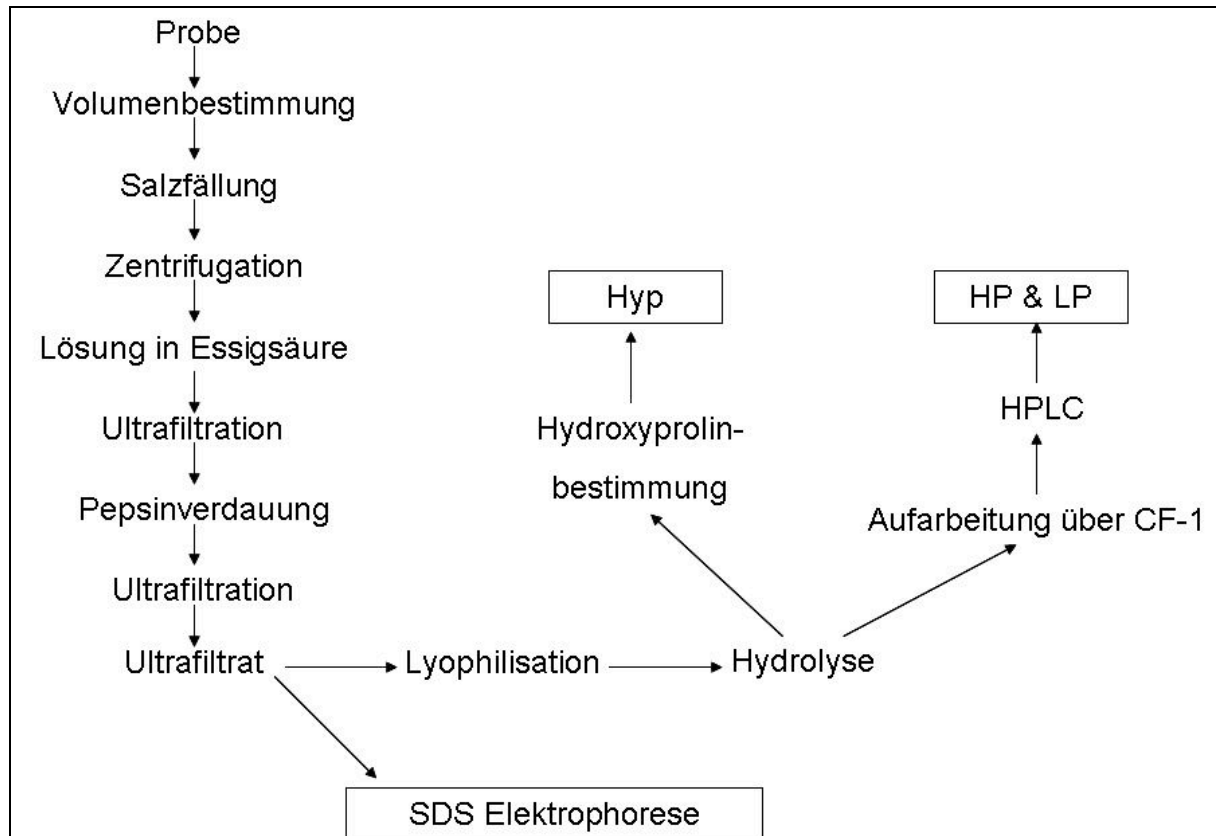 Probe
Volumenbestimmung
Salzfällung
Zentrifugation
Lösung in Essigsäure
Ultrafiltration
Pepsinverdauung
Ultrafiltration
Ultrafiltrat
Lyophilisation
Hydrolyse
Hydroxyprolin-
bestimmung
Hyp
Aufarbeitung über CF-1
HPLC
HP & LP
SDS Elektrophorese